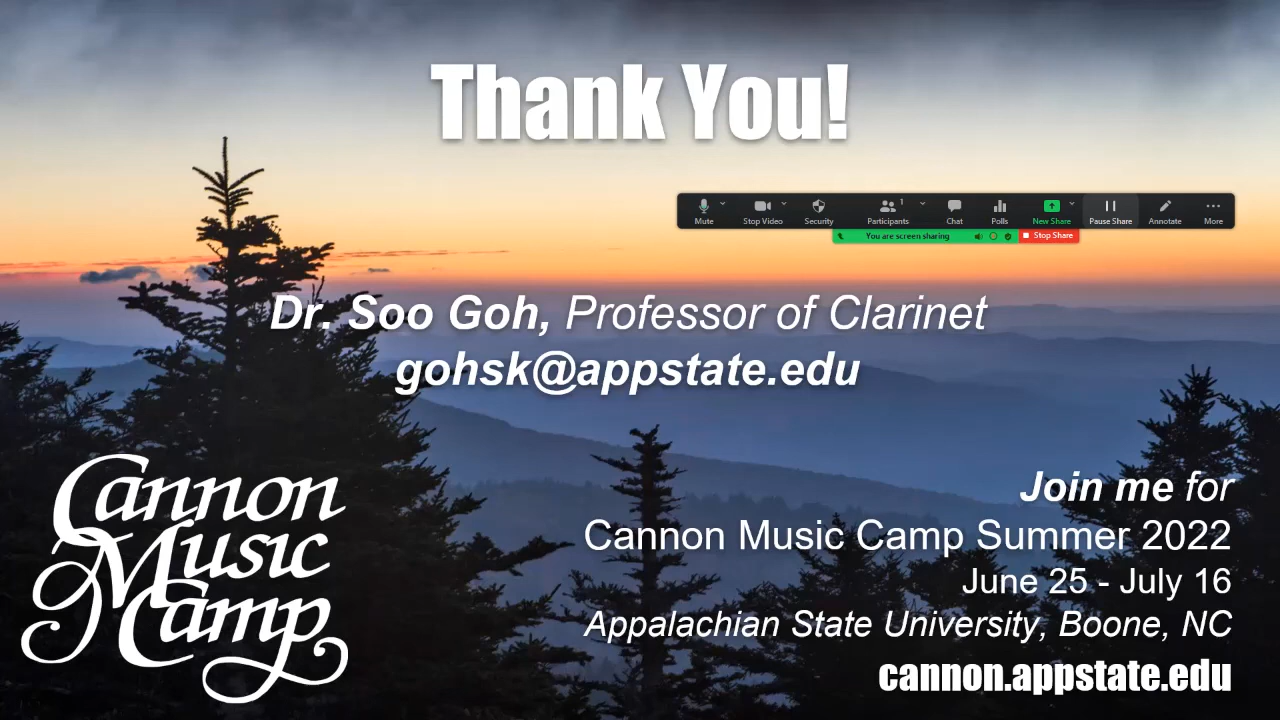 Thank You!
Mute
Stop Video
Security
Participants
1
Chat
Polls
New Share
Pause Share
Annotate
More
You are screen sharing
Stop Share
Dr. Soo Goh, Professor of Clarinet
gohsk@appstate.edu
Cannon
Music
Camp
Join me for
Cannon Music Camp Summer 2022
June 25 - July 16
Appalachian State University, Boone, NC
cannon.appstate.edu